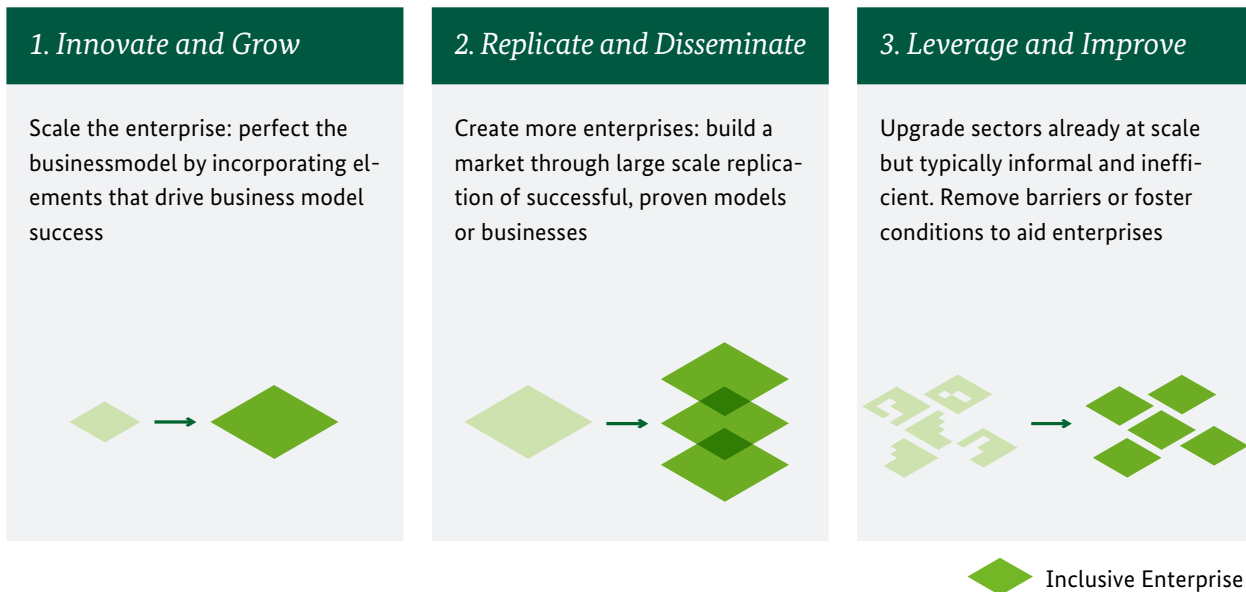 1. Innovate and Grow
Scale the enterprise: perfect the
businessmodel by incorporating el-
ements that drive business model
success
2. Replicate and Disseminate
Create more enterprises: build a
market through large scale replica-
tion of successful, proven models
or businesses
3. Leverage and Improve
Upgrade sectors already at scale
but typically informal and ineffi-
cient. Remove barriers or foster
conditions to aid enterprises
Inclusive Enterprise